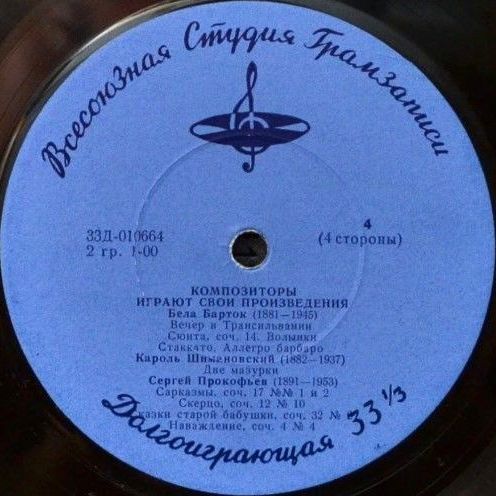 Всесоюзная Студия Грамзаписи
4
33Д-010664
(4 стороны)
2 гр. 1-00
КОМПОЗИТОРЫ
ИГРАЮТ СВОИ ПРОИЗВЕДЕНИЯ
Бела Барток (1881-1945)
Вечер в Трансильвании
Сюита, соч. 14. Волынки
Стаккато, Аллегро барбаро
Кароль Шимановский (1882-1937)
Две мазурки
Сергей Прокофьев (1891-1953)
Сарказмы, соч. 17 №№ 1 и 2
Скерцо, соч. 12 № 10
старой бабушки, соч. 32 №
Наваждение, соч. 4 № 4
Долгоиграющая 33 1/3